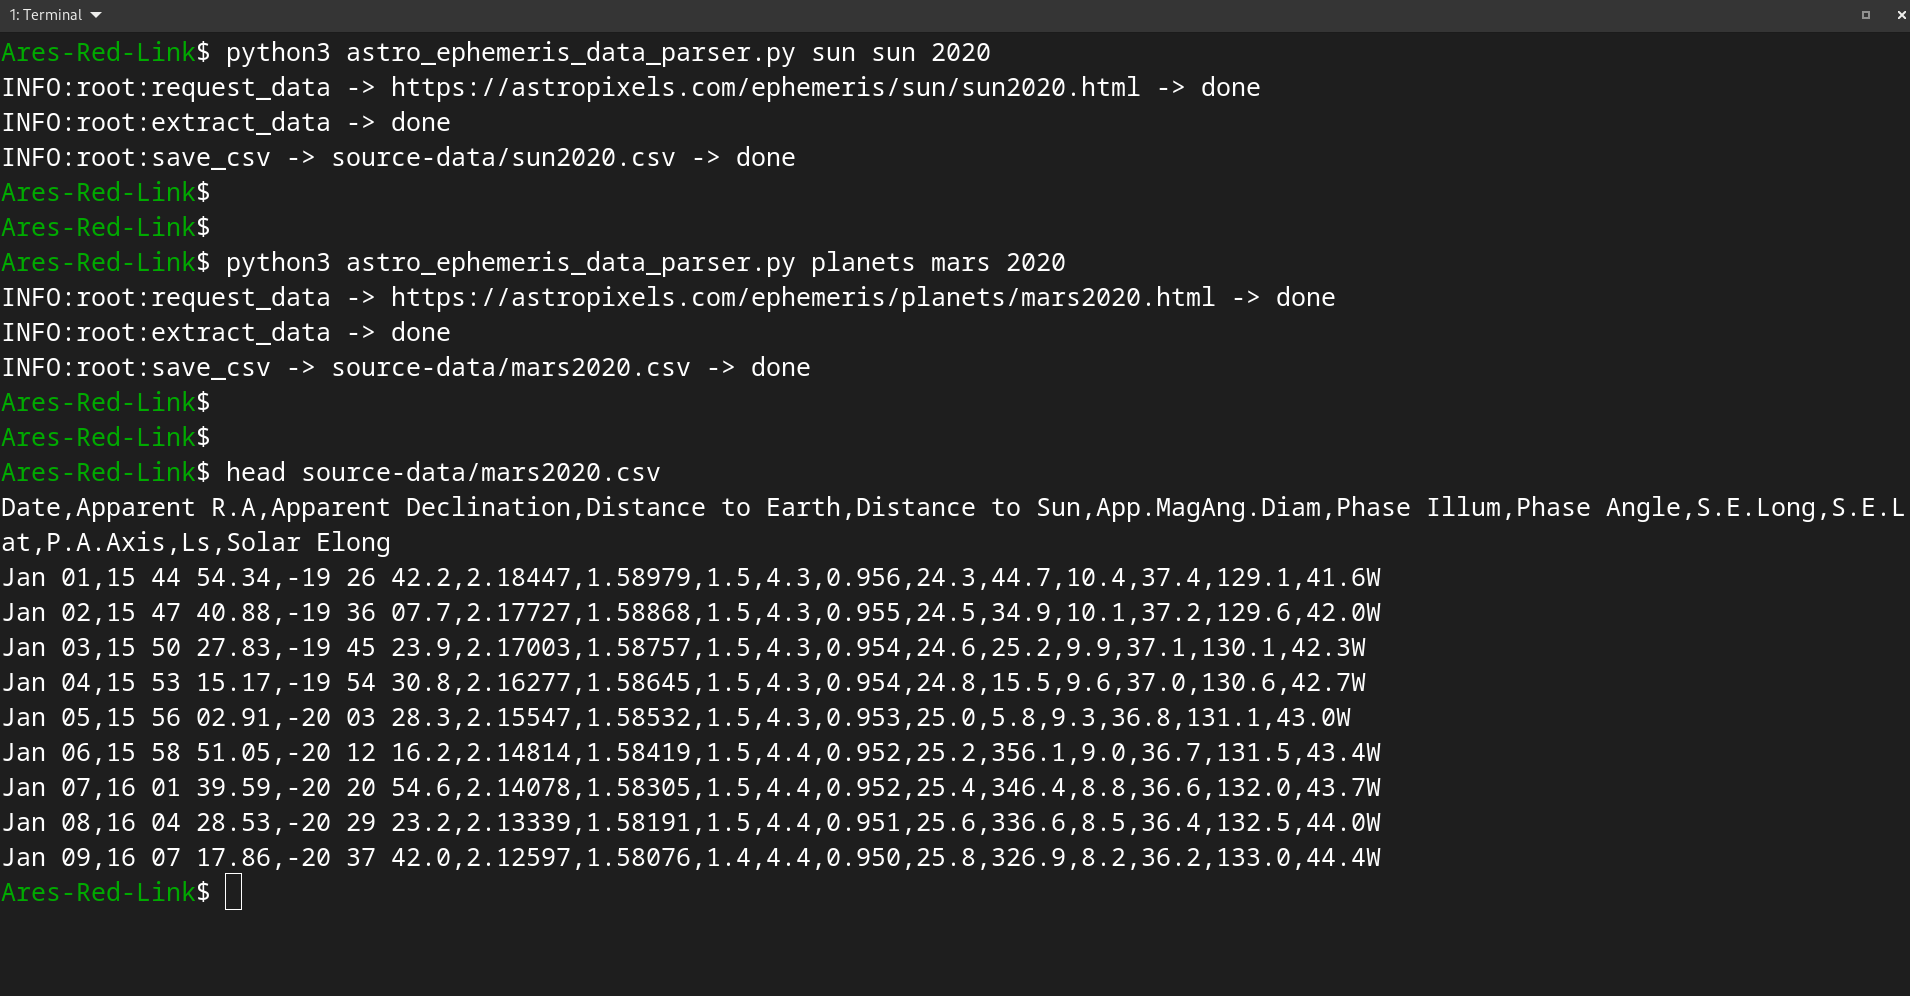 1: Terminal
Ares-Red-Link$ python3 astro_ephemeris_data_parser.py sun sun 2020
INFO:root:request_data -> https://astropixels.com/ephemeris/sun/sun2020.html -> done
INFO:root:extract_data -> done
INFO:root:save_csv -> source-data/sun2020.csv -> done
Ares-Red-Link$
Ares-Red-Link$
Ares-Red-Link$ python3 astro_ephemeris_data_parser.py planets mars 2020
INFO:root:request_data -> https://astropixels.com/ephemeris/planets/mars2020.html -> done
INFO:root:extract_data -> done
INFO:root:save_csv -> source-data/mars2020.csv -> done
Ares-Red-Link$
Ares-Red-Link$
Ares-Red-Link$ head source-data/mars2020.csv
Date,Apparent R.A,Apparent Declination,Distance to Earth,Distance to Sun,App.MagAng.Diam,Phase Illum,Phase Angle,S.E.Long,S.E.L
at,P.A.Axis,Ls,Solar Elong
Jan 01,15 44 54.34,-19 26 42.2,2.18447,1.58979,1.5,4.3,0.956,24.3,44.7,10.4,37.4,129.1,41.6W
Jan 02,15 47 40.88,-19 36 07.7,2.17727,1.58868,1.5,4.3,0.955,24.5,34.9,10.1,37.2,129.6,42.0W
Jan 03,15 50 27.83,-19 45 23.9,2.17003,1.58757,1.5,4.3,0.954,24.6,25.2,9.9,37.1,130.1,42.3W
Jan 04,15 53 15.17,-19 54 30.8,2.16277,1.58645,1.5,4.3,0.954,24.8,15.5,9.6,37.0,130.6,42.7W
Jan 05,15 56 02.91,-20 03 28.3,2.15547,1.58532,1.5,4.3,0.953,25.0,5.8,9.3,36.8,131.1,43.0W
Jan 06,15 58 51.05,-20 12 16.2,2.14814,1.58419,1.5,4.4,0.952,25.2,356.1,9.0,36.7,131.5,43.4W
Jan 07,16 01 39.59,-20 20 54.6,2.14078,1.58305,1.5,4.4,0.952,25.4,346.4,8.8,36.6,132.0,43.7W
Jan 08,16 04 28.53,-20 29 23.2,2.13339,1.58191,1.5,4.4,0.951,25.6,336.6,8.5,36.4,132.5,44.0W
Jan 09,16 07 17.86,-20 37 42.0,2.12597,1.58076,1.4,4.4,0.950,25.8,326.9,8.2,36.2,133.0,44.4W
Ares-Red-Link$